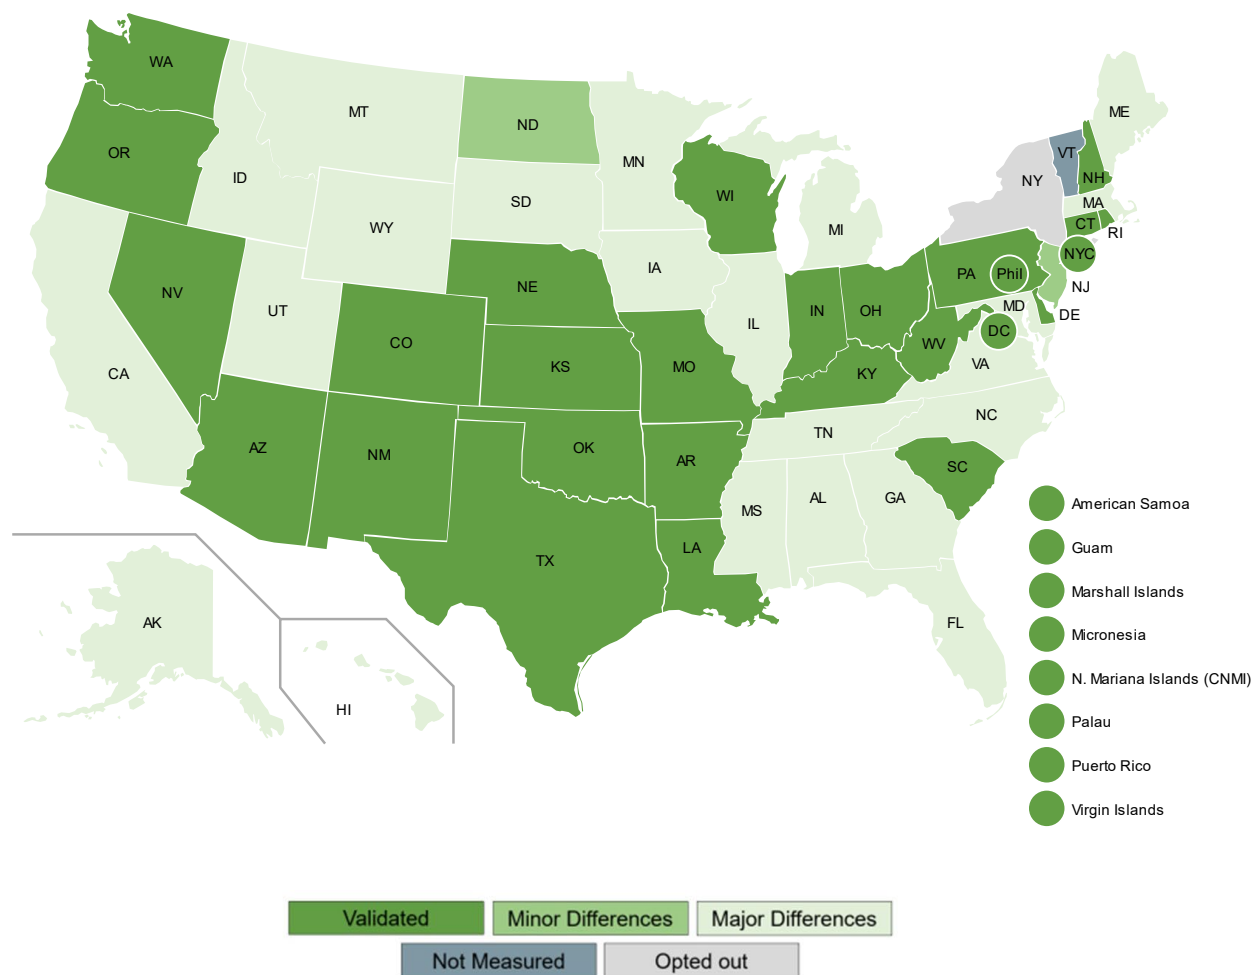 WA
MT
ME
ND
OR
VT
MN
ID
NH
NY
WI
SD
MA
CT
WY
MI
RI
NYC
IA
PA
Phil
NE
NJ
NV
MD
UT
IN
OH
DE
IL
DC
CO
WV
VA
KS
MO
CA
KY
NC
TN
AZ
OK
NM
AR
SC
AL
GA
MS
American Samoa
LA
Guam
TX
Marshall Islands
AK
FL
Micronesia
N. Mariana Islands (CNMI)
HI
Palau
Puerto Rico
Virgin Islands
Validated
Minor Differences
Major Differences
Not Measured
Opted out